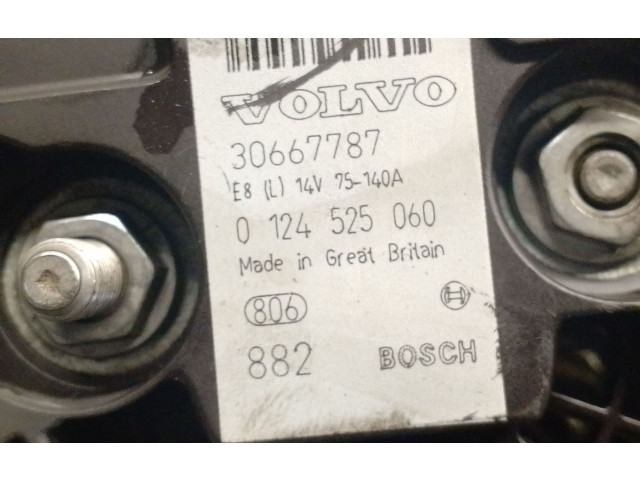 VOLVO
30667787
E8 (L) 14V 75-140A
0 124 525 060
Made in Great Britain
806
882 BOSCH